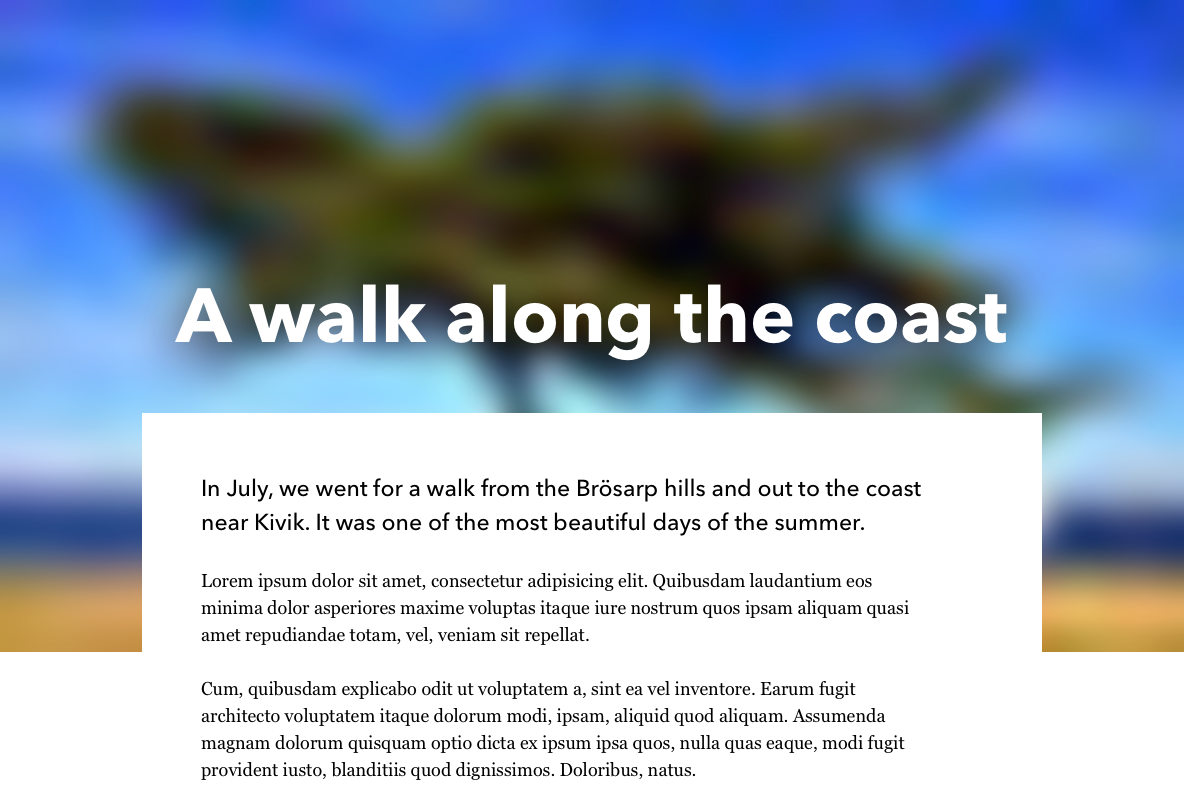 A walk along the coast
In July, we went for a walk from the Brösarp hills and out to the coast
near Kivik. It was one of the most beautiful days of the summer.
Lorem ipsum dolor sit amet, consectetur adipisicing elit. Quibusdam laudantium eos
minima dolor asperiores maxime voluptas itaque iure nostrum quos ipsam aliquam quasi
amet repudiandae totam, vel, veniam sit repellat.
Cum, quibusdam explicabo odit ut voluptatem a, sint ea vel inventore. Earum fugit
architecto voluptatem itaque dolorum modi, ipsam, aliquid quod aliquam. Assumenda
magnam dolorum quisquam optio dicta ex ipsum ipsa quos, nulla quas eaque, modi fugit
provident iusto, blanditiis quod dignissimos. Doloribus, natus.